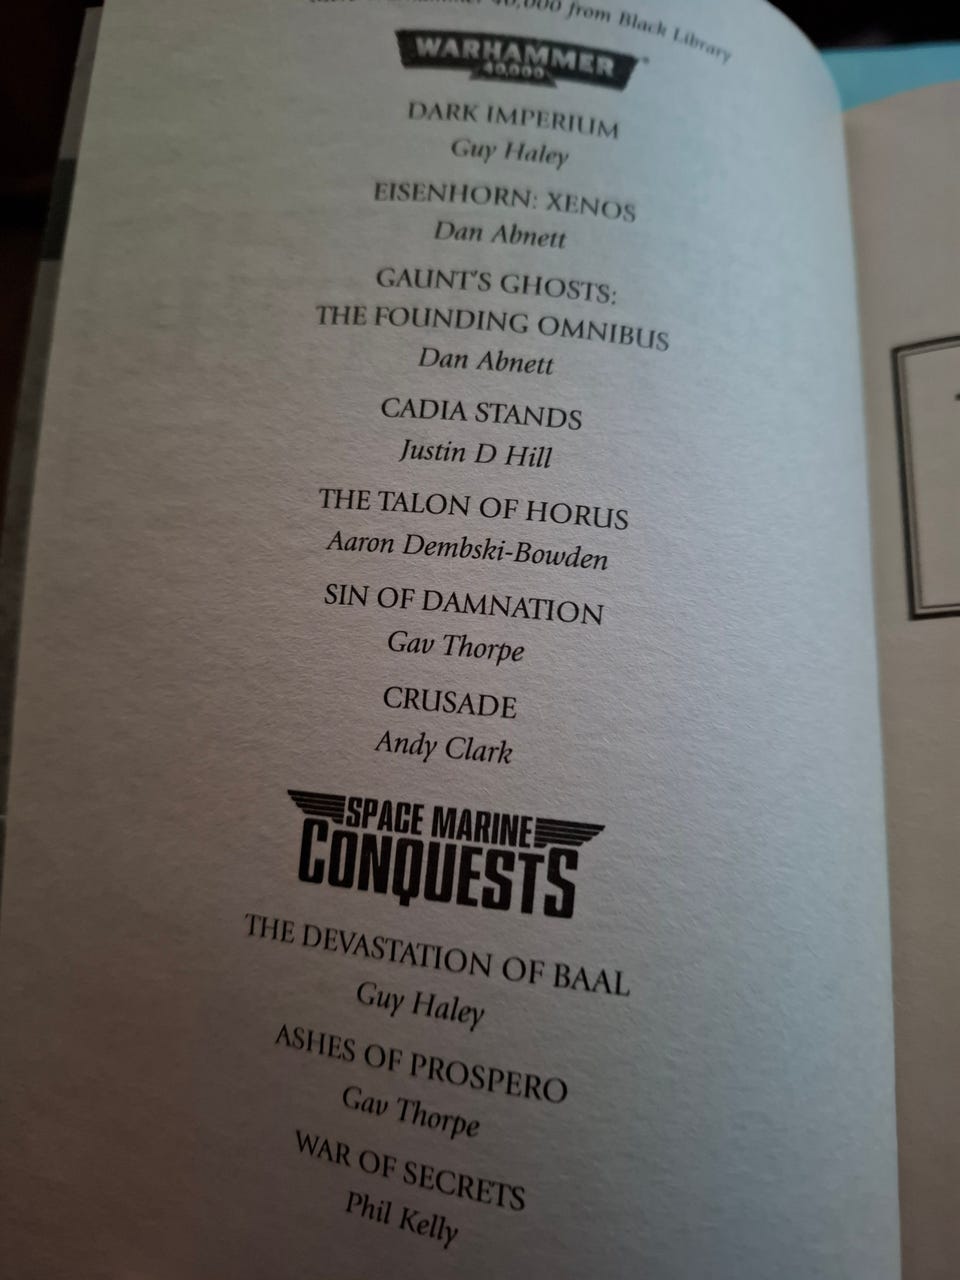 40,000 from Black Library
WARHAMMER
40,000
DARK IMPERIUM
Guy Haley
EISENHORN: XENOS
Dan Abnett
GAUNT'S GHOSTS:
THE FOUNDING OMNIBUS
Dan Abnett
CADIA STANDS
Justin D Hill
THE TALON OF HORUS
Aaron Dembski-Bowden
SIN OF DAMNATION
Gav Thorpe
CRUSADE
Andy Clark
SPACE MARINE
CONQUESTS
THE DEVASTATION OF BAAL
Guy Haley
ASHES OF PROSPERO
Gav Thorpe
WAR OF SECRETS
Phil Kelly